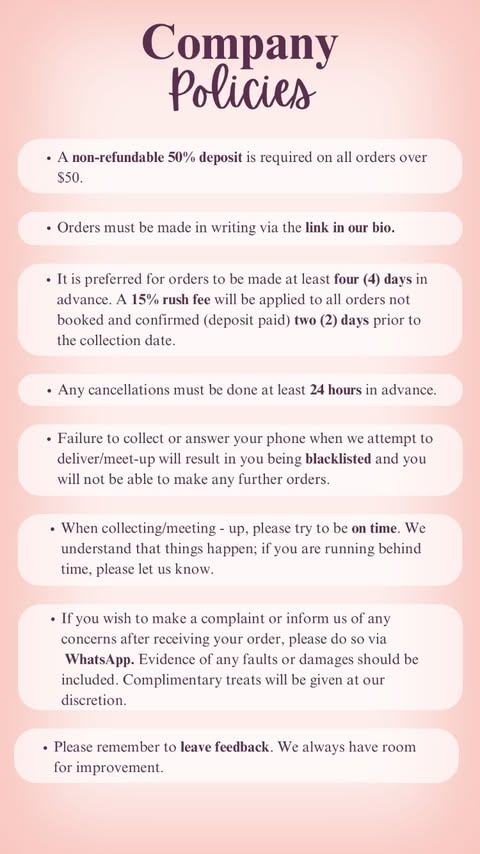 Company
Policies
• A non-refundable 50% deposit is required on all orders over
$50.
• Orders must be made in writing via the link in our bio.
• It is preferred for orders to be made at least four (4) days in
advance. A 15% rush fee will be applied to all orders not
booked and confirmed (deposit paid) two (2) days prior to
the collection date.
• Any cancellations must be done at least 24 hours in advance.
• Failure to collect or answer your phone when we attempt to
deliver/meet-up will result in you being blacklisted and you
will not be able to make any further orders.
• When collecting/meeting - up, please try to be on time. We
understand that things happen; if you are running behind
time, please let us know.
• If you wish to make a complaint or inform us of any
concerns after receiving your order, please do so via
WhatsApp. Evidence of any faults or damages should be
included. Complimentary treats will be given at our
discretion.
• Please remember to leave feedback. We always have room
for improvement.